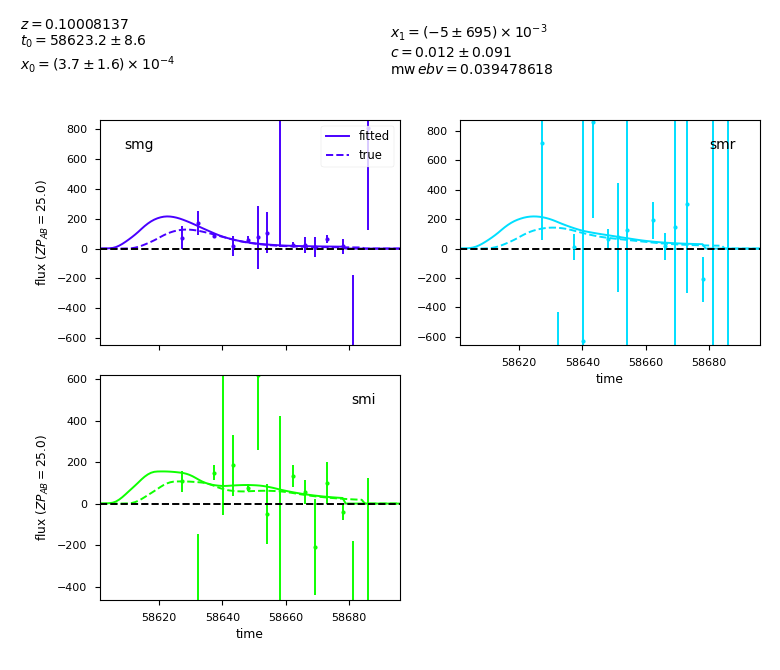 z = 0.10008137
t₀ = 58623.2 ± 8.6
x₀ = (3.7 ± 1.6) × 10⁻⁴
x₁ = (−5 ± 695) × 10⁻³
c = 0.012 ± 0.091
mw ebv = 0.039478618
smg
fitted
true
800
600
400
200
0
−200
−400
−600
flux (ZP_AB = 25.0)
smr
800
600
400
200
0
−200
−400
−600
58620
58640
58660
58680
time
smi
600
400
200
0
−200
−400
flux (ZP_AB = 25.0)
58620
58640
58660
58680
time